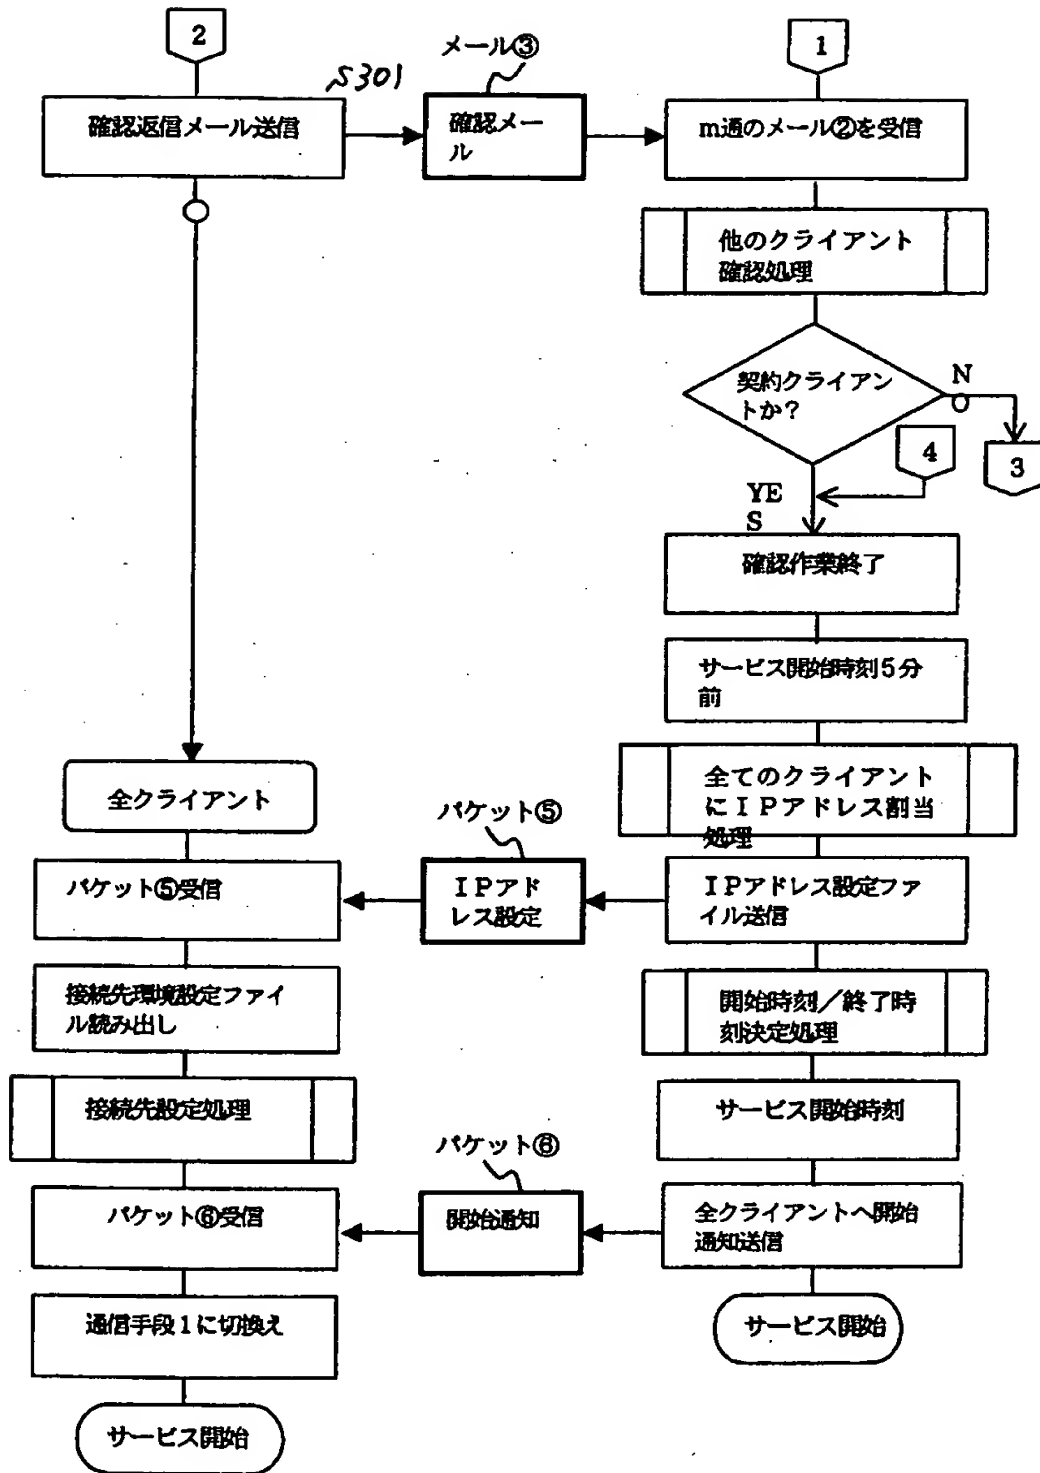 2
メール③
1
S301
確認返信メール送信
確認メー
ル
m通のメール②を受信
他のクライアント
確認処理
契約クライアン
トか？
N
O
4
3
YE
S
確認作業終了
サービス開始時刻5分
前
全てのクライアント
にＩＰアドレス割当
処理
全クライアント
パケット⑤
パケット⑤受信
ＩＰアド
レス設定
ＩＰアドレス設定ファ
イル送信
接続先環境設定ファイ
ル読み出し
開始時刻／終了時
刻決定処理
接続先設定処理
サービス開始時刻
パケット⑥
パケット⑥受信
開始通知
全クライアントへ開始
通知送信
通信手段１に切換え
サービス開始
サービス開始